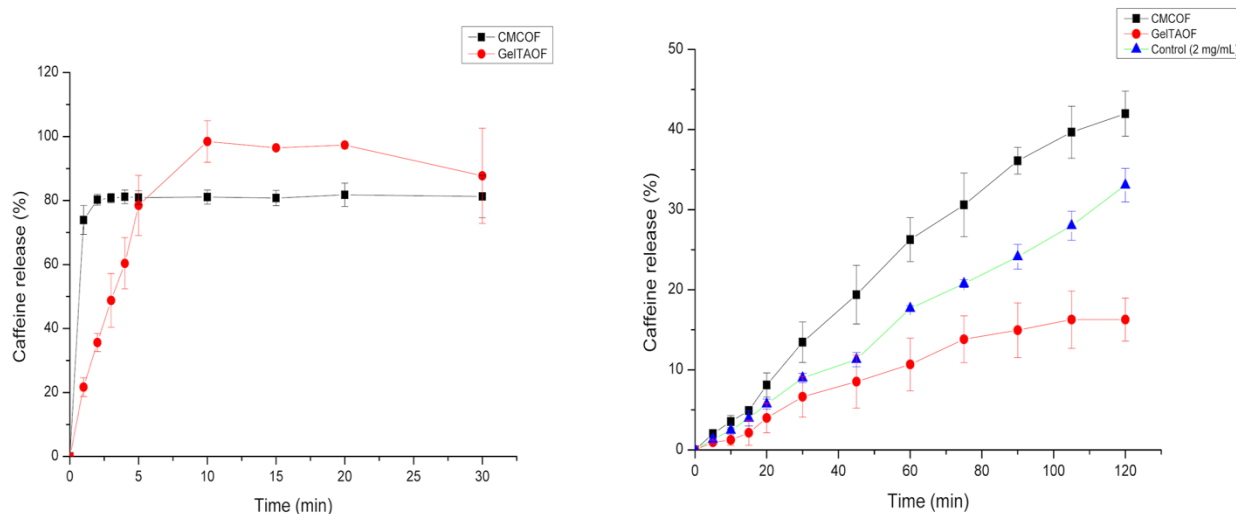 CMCOF
GelTAOF
120
100
80
60
40
20
0
Caffeine release (%)
0 5 10 15 20 25 30
Time (min)
CMCOF
GelTAOF
Control (2 mg/mL)
50
40
30
20
10
0
Caffeine release (%)
0 20 40 60 80 100 120
Time (min)